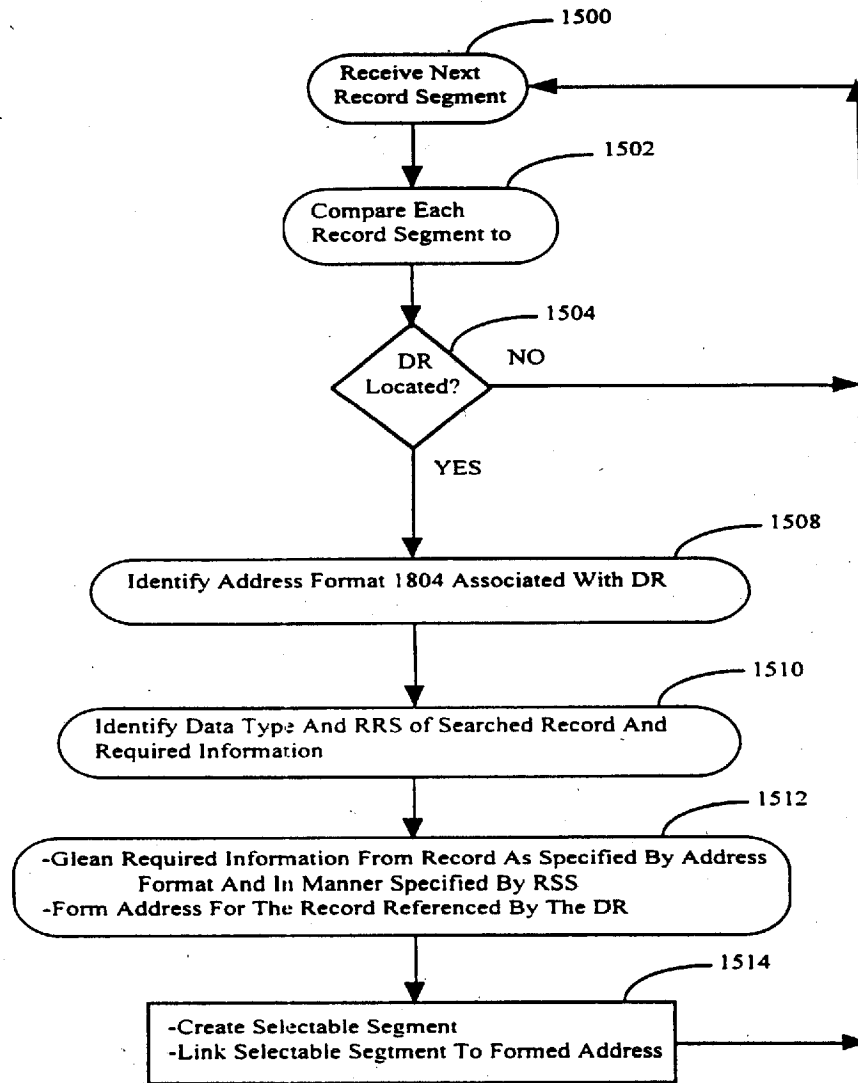 1500
Receive Next
Record Segment
1502
Compare Each
Record Segment to
1504
DR
Located?
NO
YES
1508
Identify Address Format 1804 Associated With DR
1510
Identify Data Type And RRS of Searched Record And
Required Information
1512
-Glean Required Information From Record As Specified By Address
Format And In Manner Specified By RSS
-Form Address For The Record Referenced By The DR
1514
-Create Selectable Segment
-Link Selectable Segtment To Formed Address